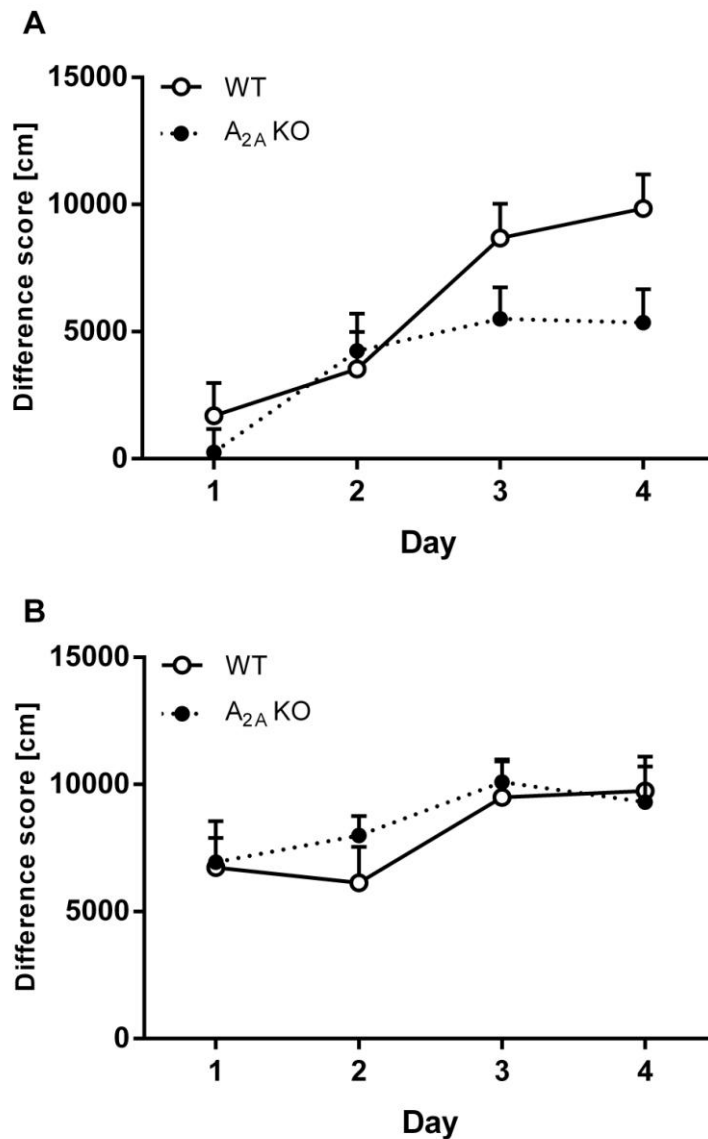 A
15000
WT
A₂ₐ KO
10000
5000
0
Difference score [cm]
1 2 3 4
Day
B
15000
WT
A₂ₐ KO
10000
5000
0
Difference score [cm]
1 2 3 4
Day